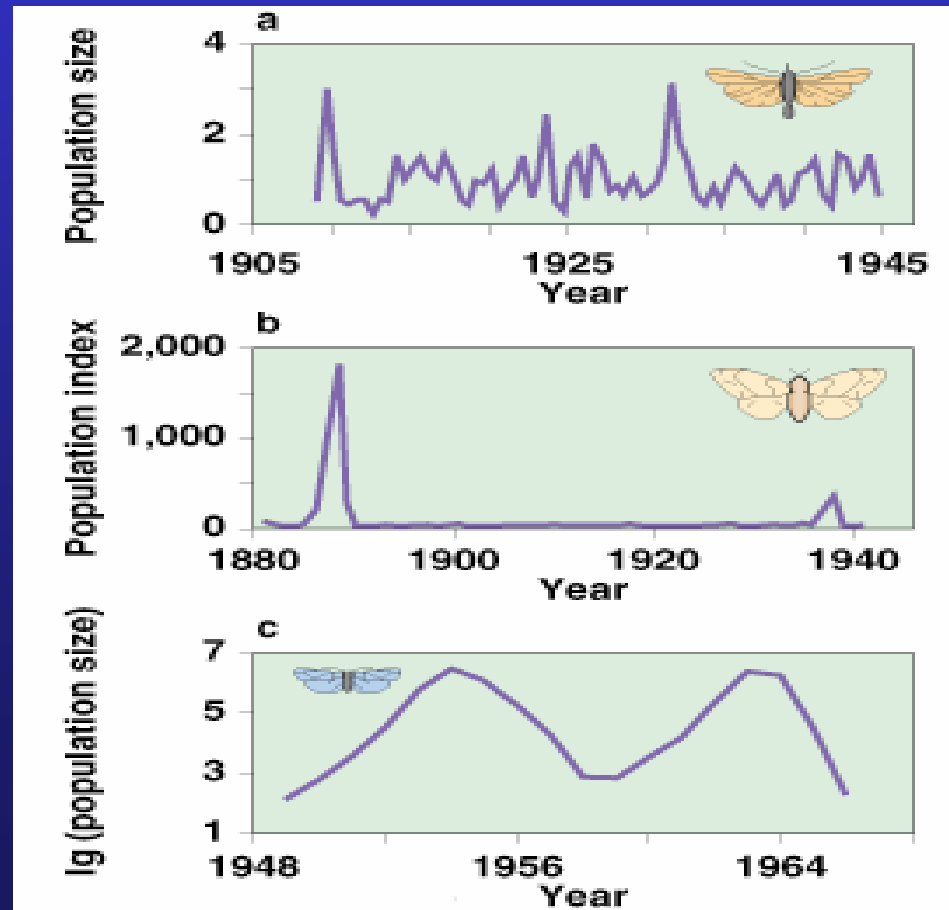 a
Population size
4
2
0
1905 1925 1945
Year
b
Population index
2,000
1,000
0
1880 1900 1920 1940
Year
c
lg (population size)
7
5
3
1
1948 1956 1964
Year